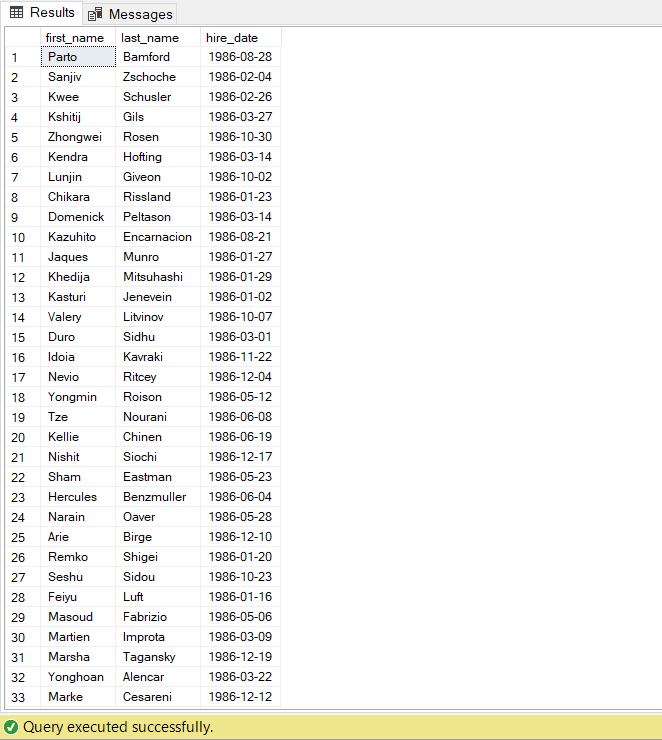 Results Messages
first_name last_name hire_date
1 Parto Bamford 1986-08-28
2 Sanjiv Zschoche 1986-02-04
3 Kwee Schusler 1986-02-26
4 Kshitij Gils 1986-03-27
5 Zhongwei Rosen 1986-10-30
6 Kendra Hofting 1986-03-14
7 Lunjin Giveon 1986-10-02
8 Chikara Rissland 1986-01-23
9 Domenick Peltason 1986-03-14
10 Kazuhito Encarnacion 1986-08-21
11 Jaques Munro 1986-01-27
12 Khedija Mitsuhashi 1986-01-29
13 Kasturi Jenevein 1986-01-02
14 Valery Litvinov 1986-10-07
15 Duro Sidhu 1986-03-01
16 Idoia Kavraki 1986-11-22
17 Nevio Ritcey 1986-12-04
18 Yongmin Roison 1986-05-12
19 Tze Nourani 1986-06-08
20 Kellie Chinen 1986-06-19
21 Nishit Siochi 1986-12-17
22 Sham Eastman 1986-05-23
23 Hercules Benzmuller 1986-06-04
24 Narain Oaver 1986-05-28
25 Arie Birge 1986-12-10
26 Remko Shigei 1986-01-20
27 Seshu Sidou 1986-10-23
28 Feiyu Luft 1986-01-16
29 Masoud Fabrizio 1986-05-06
30 Martien Improta 1986-03-09
31 Marsha Tagansky 1986-12-19
32 Yonghoan Alencar 1986-03-22
33 Marke Cesareni 1986-12-12
Query executed successfully.